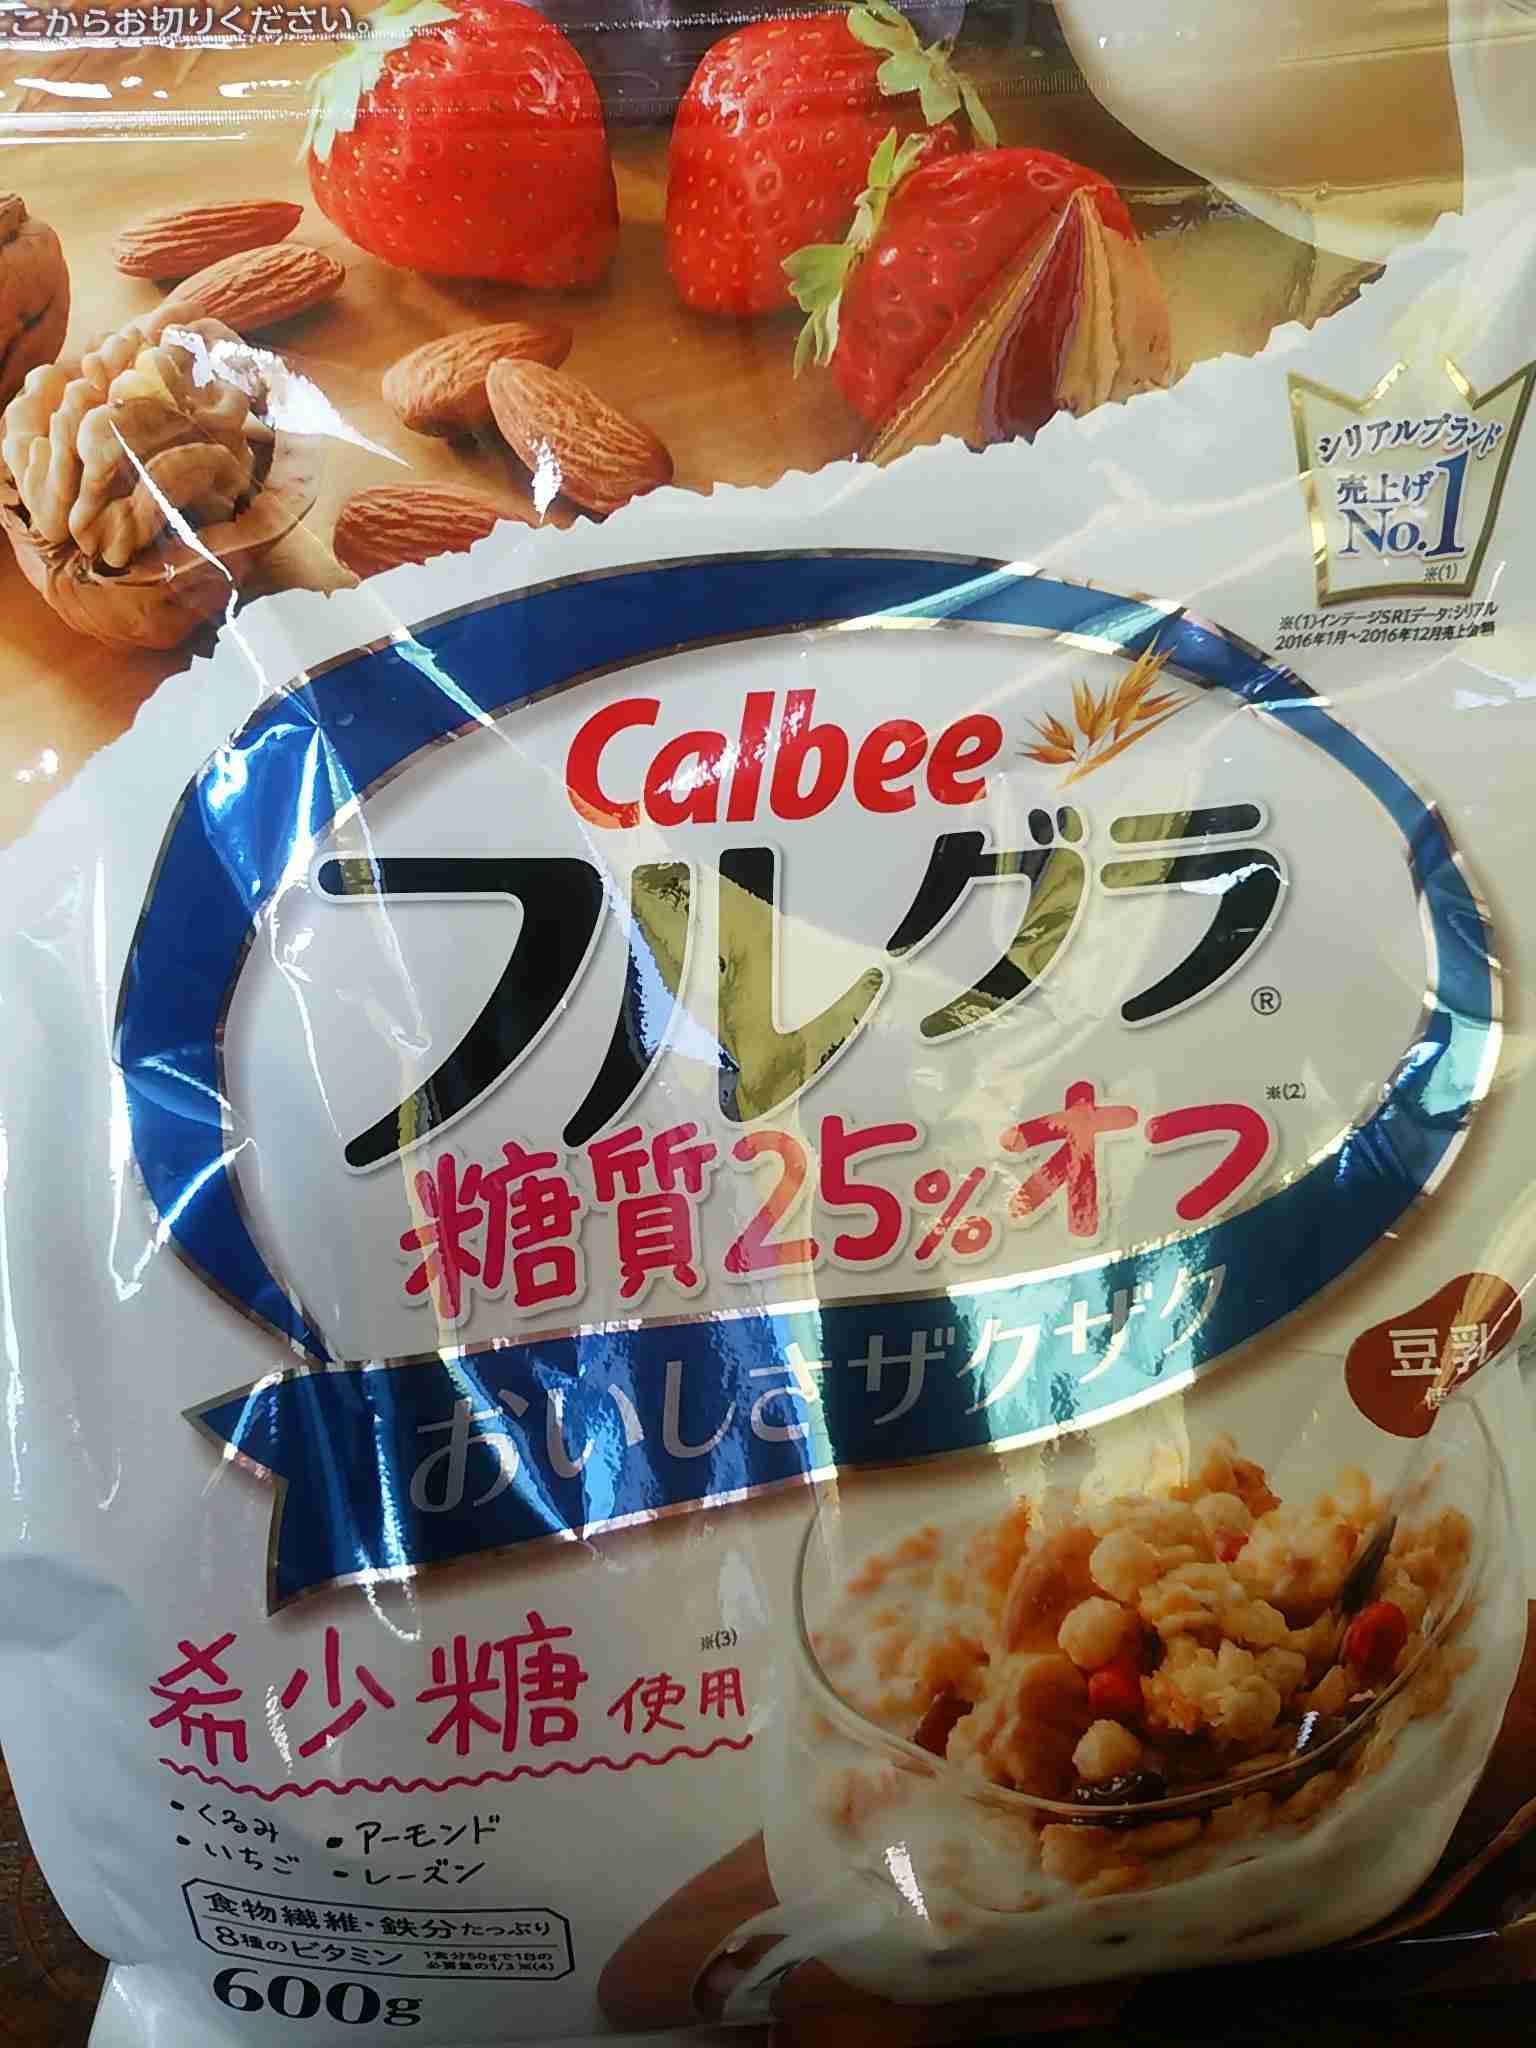 ここからお切りください。
シリアルブランド
売上げ
No.1
※(1)
※(1)インテージSRIデータ:シリアル
2016年1月～2016年12月売上金額
Calbee
フルグラ®
糖質25%オフ※(2)
おいしさザクザク
豆乳
使
希少糖使用※(3)
・くるみ ・アーモンド
・いちご ・レーズン
食物繊維・鉄分たっぷり
8種のビタミン 1食分50gで1日の
必要量の1/3 ※(4)
600g